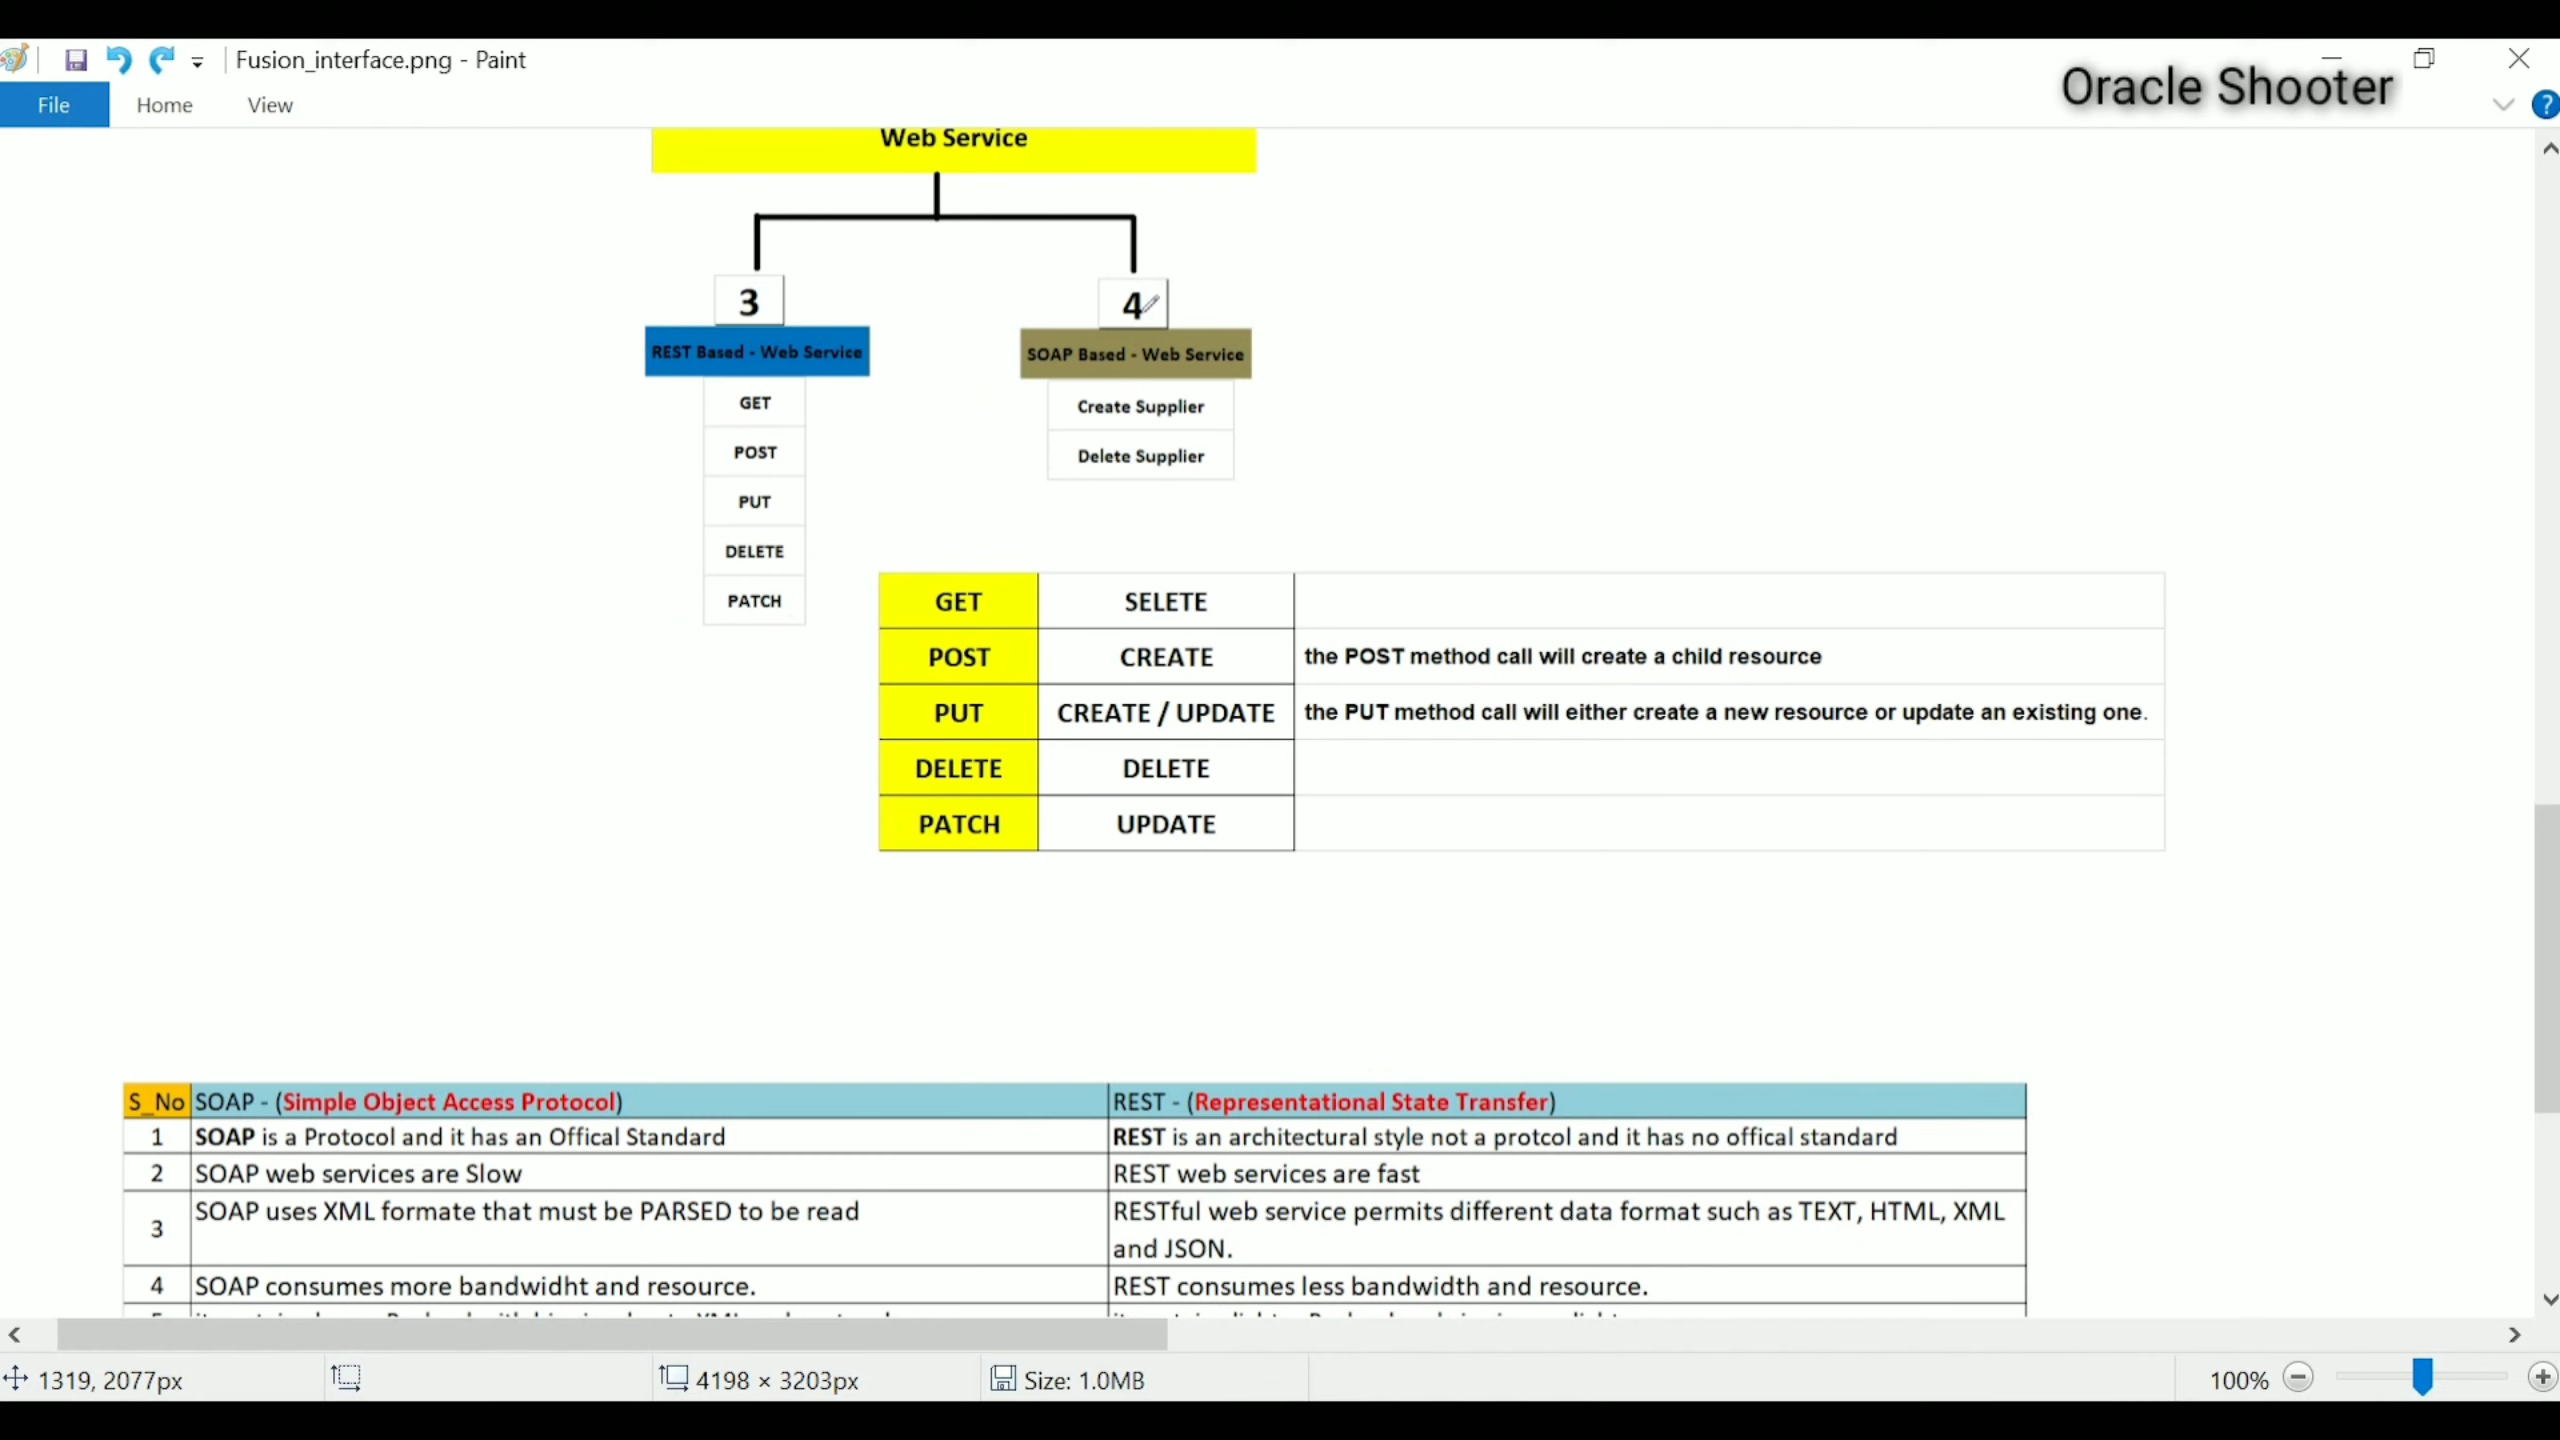 Fusion_interface.png - Paint
Oracle Shooter
File Home View
Web Service
3
4
REST Based - Web Service
SOAP Based - Web Service
GET
POST
PUT
DELETE
PATCH
Create Supplier
Delete Supplier
GET SELETE
POST CREATE the POST method call will create a child resource
PUT CREATE / UPDATE the PUT method call will either create a new resource or update an existing one.
DELETE DELETE
PATCH UPDATE
S_No SOAP - (Simple Object Access Protocol) REST - (Representational State Transfer)
1 SOAP is a Protocol and it has an Offical Standard REST is an architectural style not a protcol and it has no offical standard
2 SOAP web services are Slow REST web services are fast
3 SOAP uses XML formate that must be PARSED to be read RESTful web service permits different data format such as TEXT, HTML, XML
and JSON.
4 SOAP consumes more bandwidht and resource. REST consumes less bandwidth and resource.
1319, 2077px 4198 × 3203px Size: 1.0MB 100%